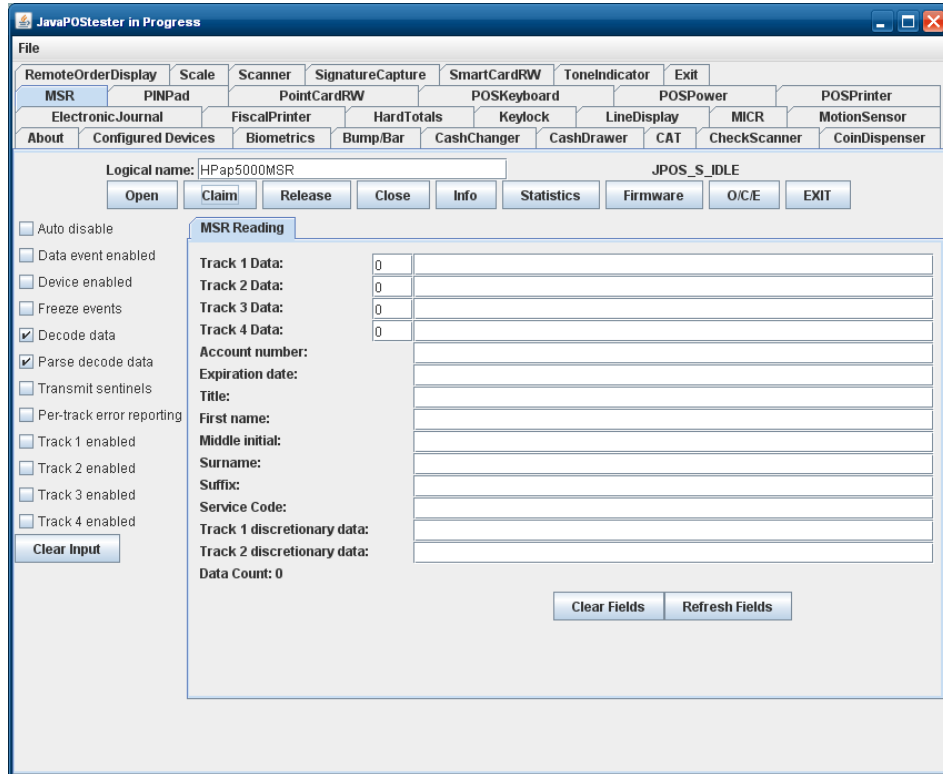 JavaPOStester in Progress
File
RemoteOrderDisplay Scale Scanner SignatureCapture SmartCardRW ToneIndicator Exit
MSR PINPad PointCardRW POSKeyboard POSPower POSPrinter
ElectronicJournal FiscalPrinter HardTotals Keylock LineDisplay MICR MotionSensor
About Configured Devices Biometrics Bump/Bar CashChanger CashDrawer CAT CheckScanner CoinDispenser
Logical name: HPap5000MSR JPOS_S_IDLE
Open Claim Release Close Info Statistics Firmware O/C/E EXIT
Auto disable
Data event enabled
Device enabled
Freeze events
Decode data
Parse decode data
Transmit sentinels
Per-track error reporting
Track 1 enabled
Track 2 enabled
Track 3 enabled
Track 4 enabled
Clear Input
MSR Reading
Track 1 Data: 0
Track 2 Data: 0
Track 3 Data: 0
Track 4 Data: 0
Account number:
Expiration date:
Title:
First name:
Middle initial:
Surname:
Suffix:
Service Code:
Track 1 discretionary data:
Track 2 discretionary data:
Data Count: 0
Clear Fields Refresh Fields